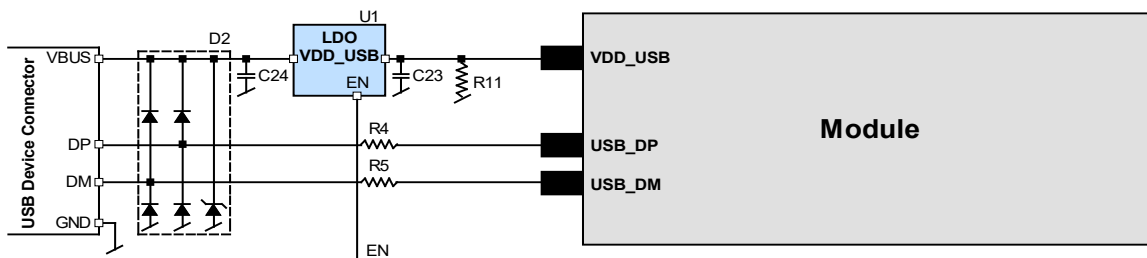 U1
D2
LDO
VDD_USB
VBUS
C24
C23
R11
EN
VDD_USB
USB Device Connector
DP
R4
USB_DP
Module
DM
R5
USB_DM
GND
EN